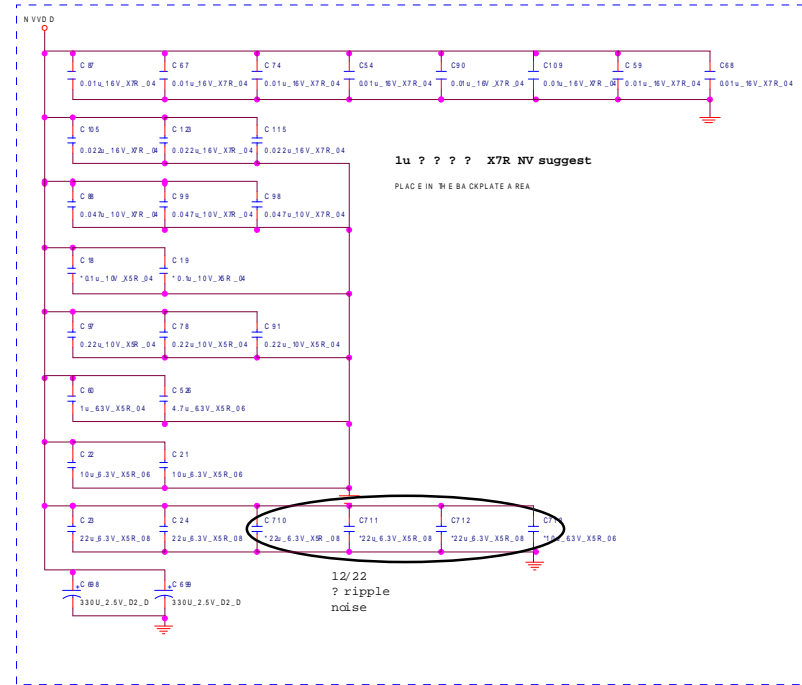 NVVDD
C87 C67 C74 C54 C90 C109 C59 C68
0.01u_16V_X7R_04 0.01u_16V_X7R_04 0.01u_16V_X7R_04 0.01u_16V_X7R_04 0.01u_16V_X7R_04 0.01u_16V_X7R_04 0.01u_16V_X7R_04 0.01u_16V_X7R_04
C105 C123 C115
0.022u_16V_X7R_04 0.022u_16V_X7R_04 0.022u_16V_X7R_04
1u ? ? ? ? X7R NV suggest
PLACE IN THE BACKPLATE AREA
C88 C99 C98
0.047u_10V_X7R_04 0.047u_10V_X7R_04 0.047u_10V_X7R_04
C18 C19
*0.1u_10V_X5R_04 *0.1u_10V_X5R_04
C97 C78 C91
0.22u_10V_X5R_04 0.22u_10V_X5R_04 0.22u_10V_X5R_04
C60 C526
1u_6.3V_X5R_04 4.7u_6.3V_X5R_06
C22 C21
10u_6.3V_X5R_06 10u_6.3V_X5R_06
C23 C24 C710 C711 C712
22u_6.3V_X5R_08 22u_6.3V_X5R_08 *22u_6.3V_X5R_08 *22u_6.3V_X5R_08 *22u_6.3V_X5R_08 *10u_6.3V_X5R_06
12/22
? ripple
noise
C698 C699
330U_2.5V_D2_D 330U_2.5V_D2_D